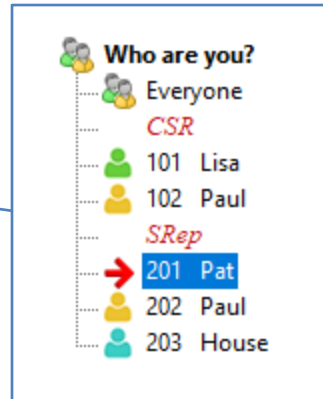 Who are you?
Everyone
CSR
101 Lisa
102 Paul
SRep
201 Pat
202 Paul
203 House